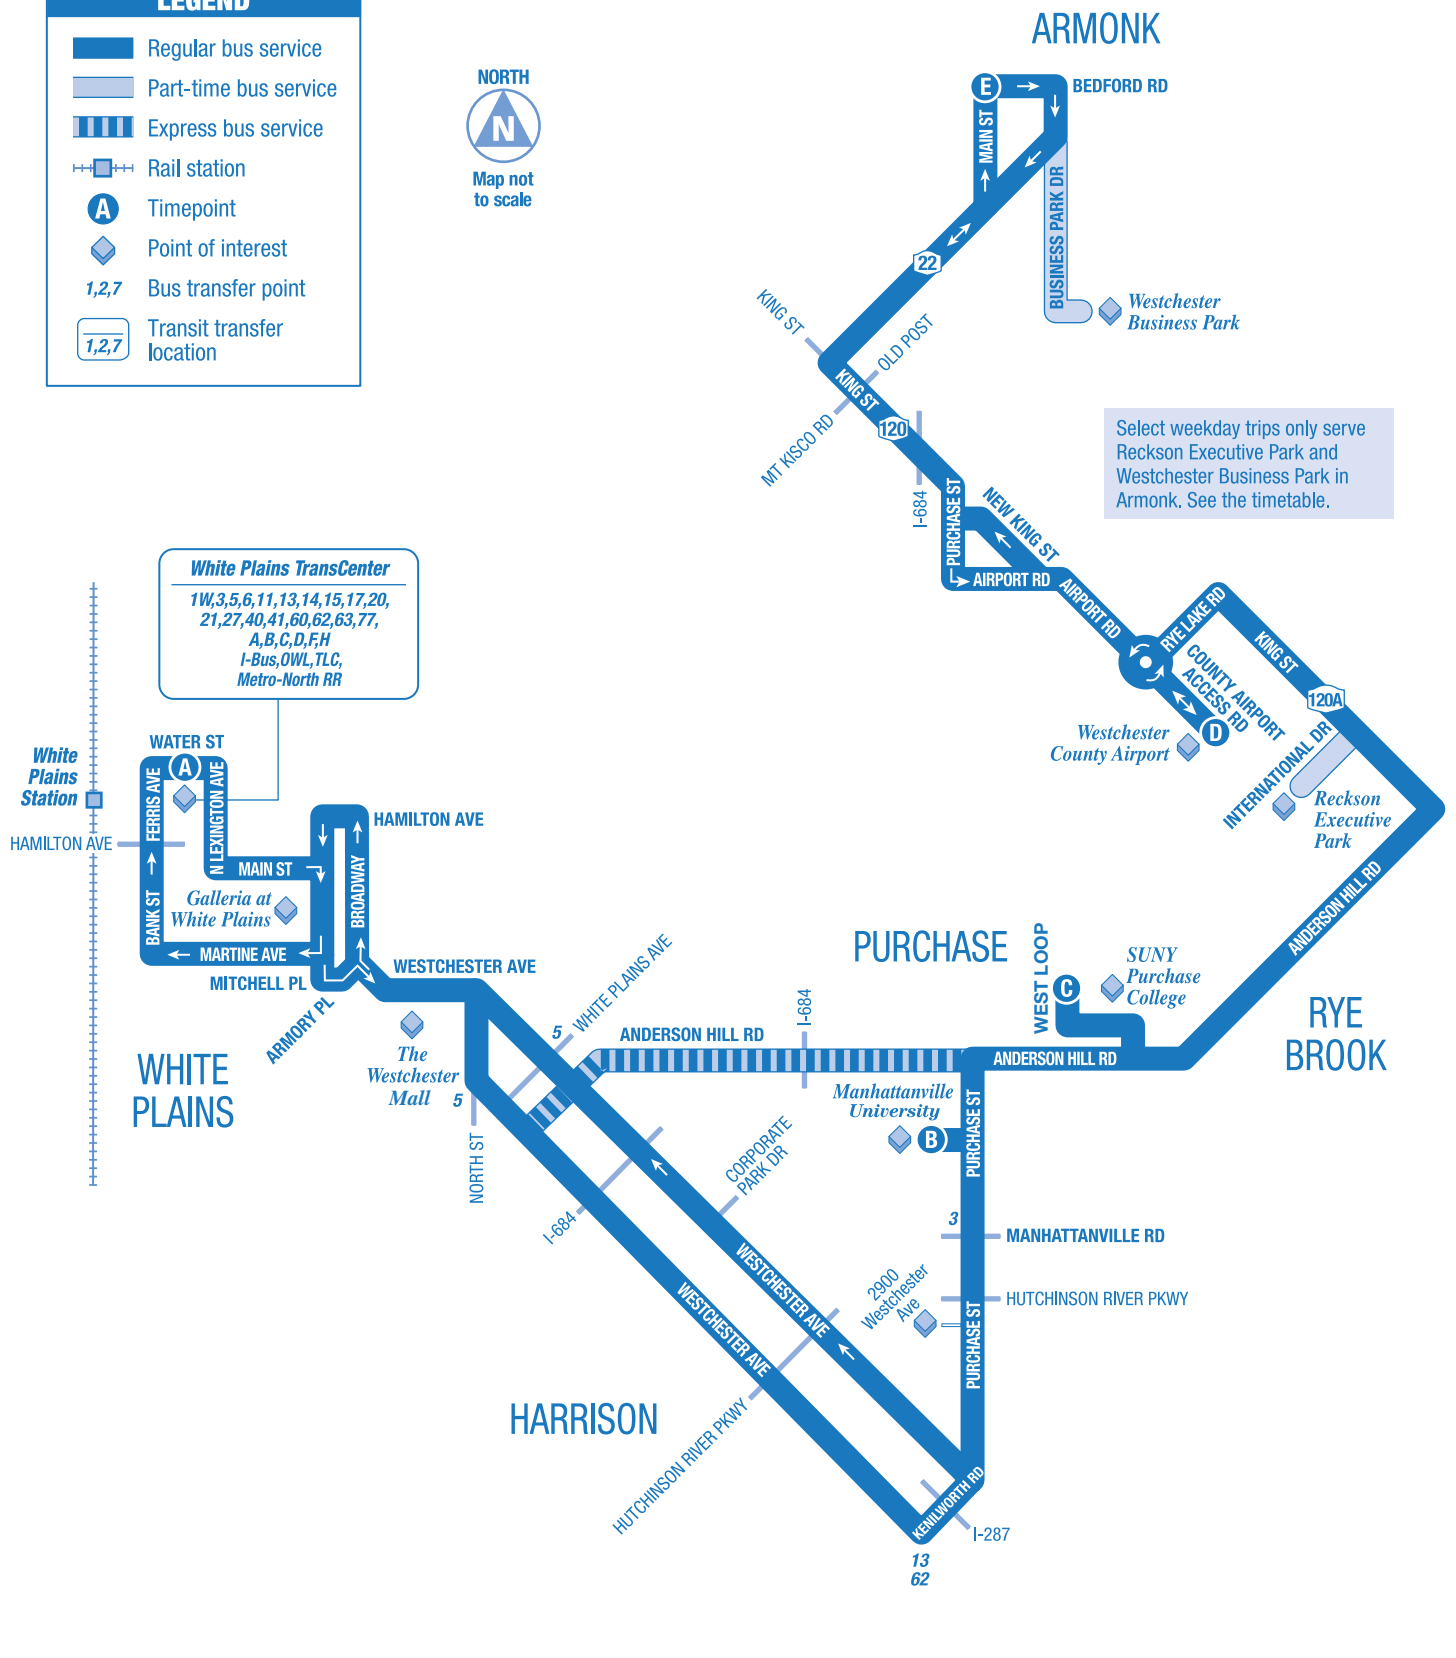 LEGEND
Regular bus service
Part-time bus service
Express bus service
Rail station
A
Timepoint
Point of interest
1,2,7
Bus transfer point
1,2,7
Transit transfer
location
NORTH
N
Map not
to scale
ARMONK
E
BEDFORD RD
MAIN ST
BUSINESS PARK DR
22
Westchester
Business Park
KING ST
OLD POST
KING ST
MT KISCO RD
120
I-684
Select weekday trips only serve
Reckson Executive Park and
Westchester Business Park in
Armonk. See the timetable.
PURCHASE ST
NEW KING ST
AIRPORT RD
AIRPORT RD
RYE LAKE RD
KING ST
COUNTY AIRPORT
ACCESS RD
120A
D
Westchester
County Airport
INTERNATIONAL DR
Reckson
Executive
Park
ANDERSON HILL RD
White Plains TransCenter
1W,3,5,6,11,13,14,15,17,20,
21,27,40,41,60,62,63,77,
A,B,C,D,F,H
I-Bus,OWL,TLC,
Metro-North RR
White
Plains
Station
WATER ST
A
FERRIS AVE
N LEXINGTON AVE
HAMILTON AVE
HAMILTON AVE
MAIN ST
BROADWAY
Galleria at
White Plains
BANK ST
MARTINE AVE
MITCHELL PL
ARMORY PL
WESTCHESTER AVE
The
Westchester
Mall
WHITE
PLAINS
5
NORTH ST
5
WHITE PLAINS AVE
ANDERSON HILL RD
I-684
PURCHASE
WEST LOOP
C
SUNY
Purchase
College
ANDERSON HILL RD
RYE
BROOK
Manhattanville
University
B
PURCHASE ST
CORPORATE
PARK DR
I-684
3
MANHATTANVILLE RD
HUTCHINSON RIVER PKWY
2900
Westchester
Ave
PURCHASE ST
WESTCHESTER AVE
WESTCHESTER AVE
HARRISON
HUTCHINSON RIVER PKWY
KENILWORTH RD
I-287
13
62